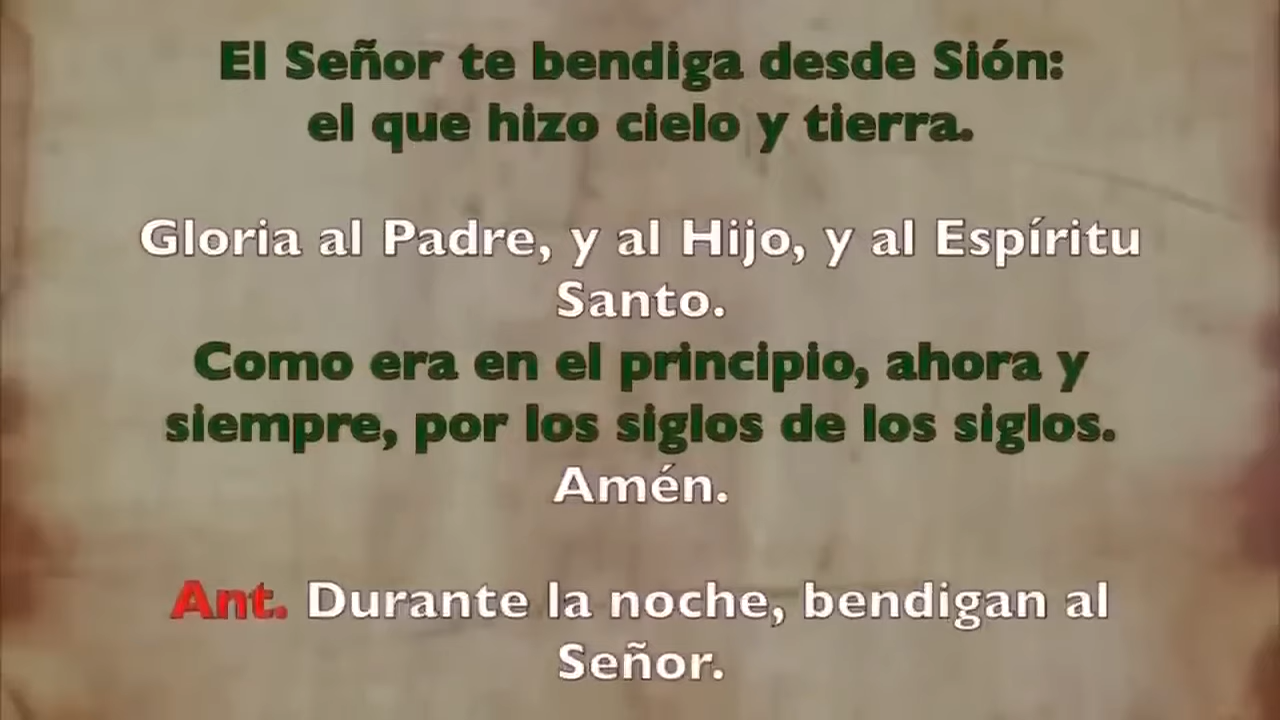 El Señor te bendiga desde Sión:
el que hizo cielo y tierra.
Gloria al Padre, y al Hijo, y al Espíritu
Santo.
Como era en el principio, ahora y
siempre, por los siglos de los siglos.
Amén.
Ant. Durante la noche, bendigan al
Señor.